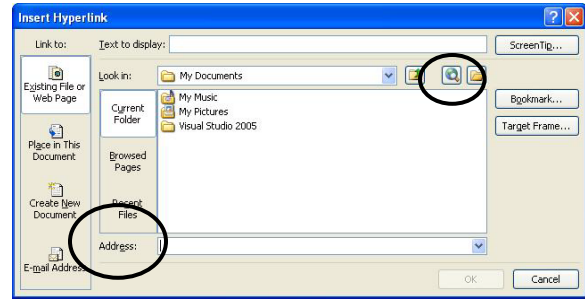 Insert Hyperlink
Link to:
Text to display:
ScreenTip...
Existing File or
Web Page
Look in:
My Documents
Current
Folder
My Music
My Pictures
Visual Studio 2005
Bookmark...
Target Frame...
Place in This
Document
Browsed
Pages
Create New
Document
Recent
Files
Address:
E-mail Address
OK
Cancel